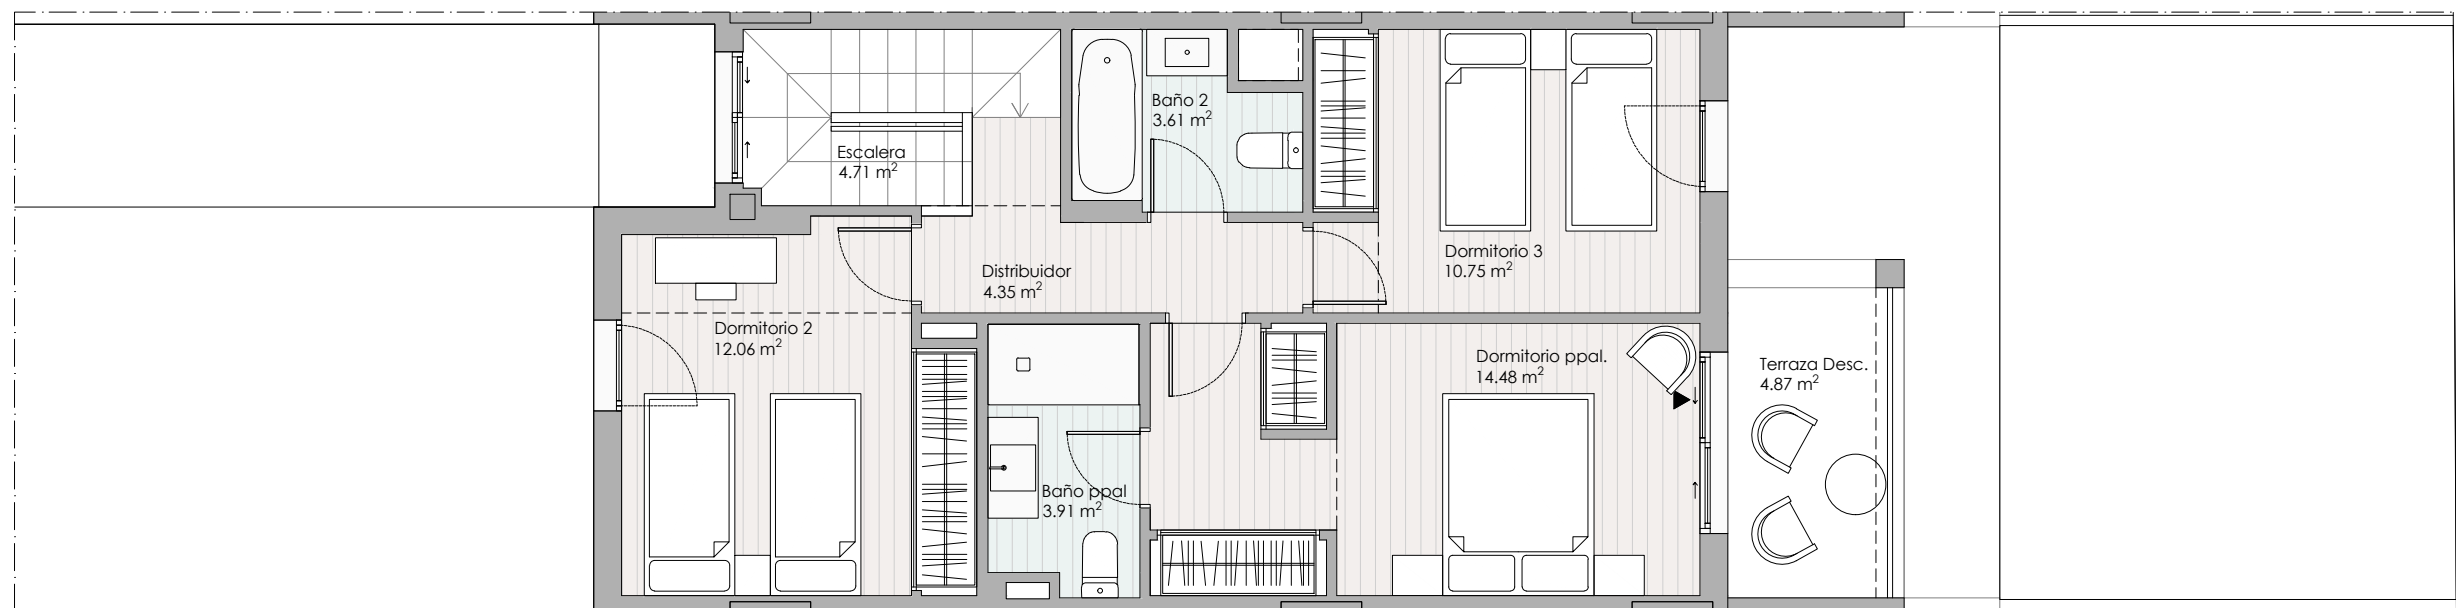 Baño 2
3.61 m²
Escalera
4.71 m²
Dormitorio 3
10.75 m²
Distribuidor
4.35 m²
Dormitorio 2
12.06 m²
Dormitorio ppal.
14.48 m²
Terraza Desc.
4.87 m²
Baño ppal
3.91 m²